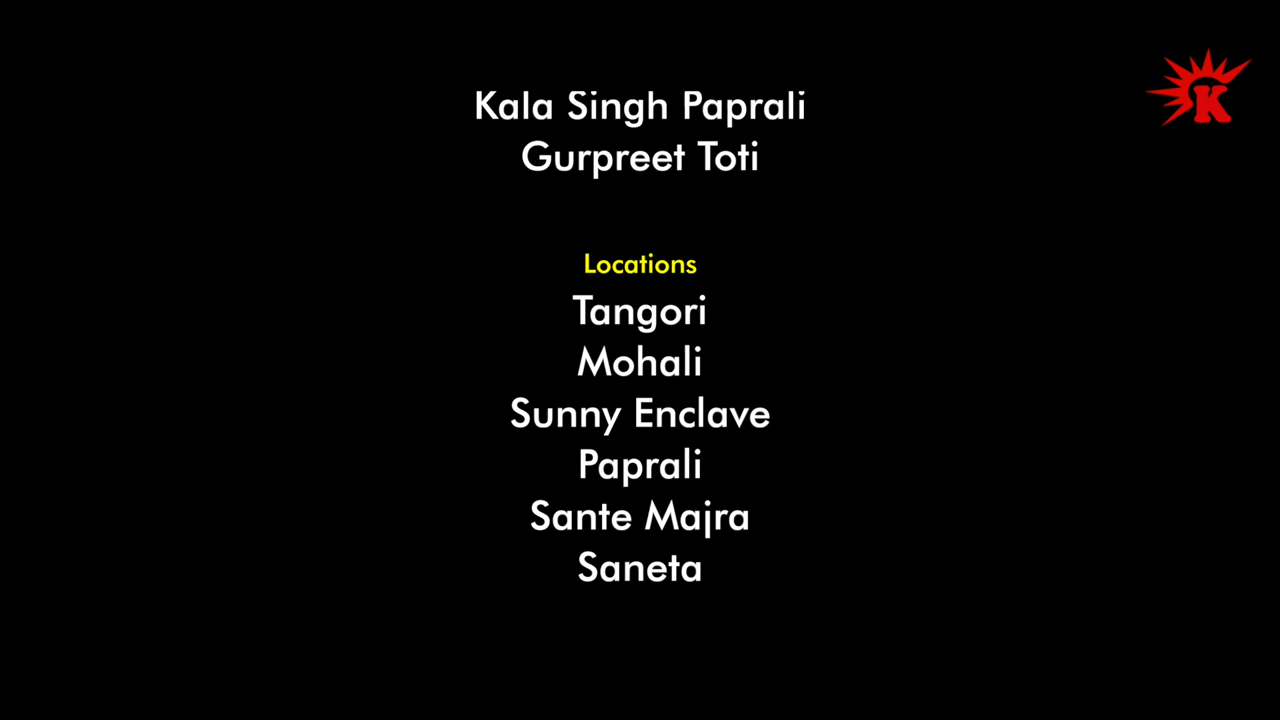 Kala Singh Paprali
Gurpreet Toti
K
Locations
Tangori
Mohali
Sunny Enclave
Paprali
Sante Majra
Saneta